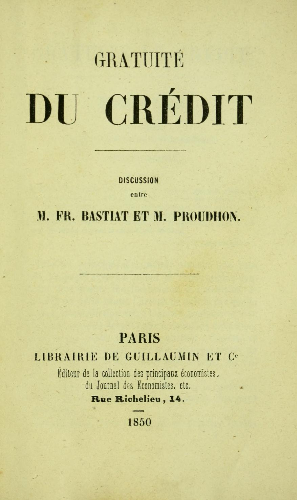 GRATUITÉ
DU CRÉDIT
DISCUSSION
entre
M. FR. BASTIAT ET M. PROUDHON.
PARIS
LIBRAIRIE DE GUILLAUMIN ET Cie
Éditeur de la collection des principaux économistes,
du Journal des Économistes, etc.
Rue Richelieu, 14.
1850